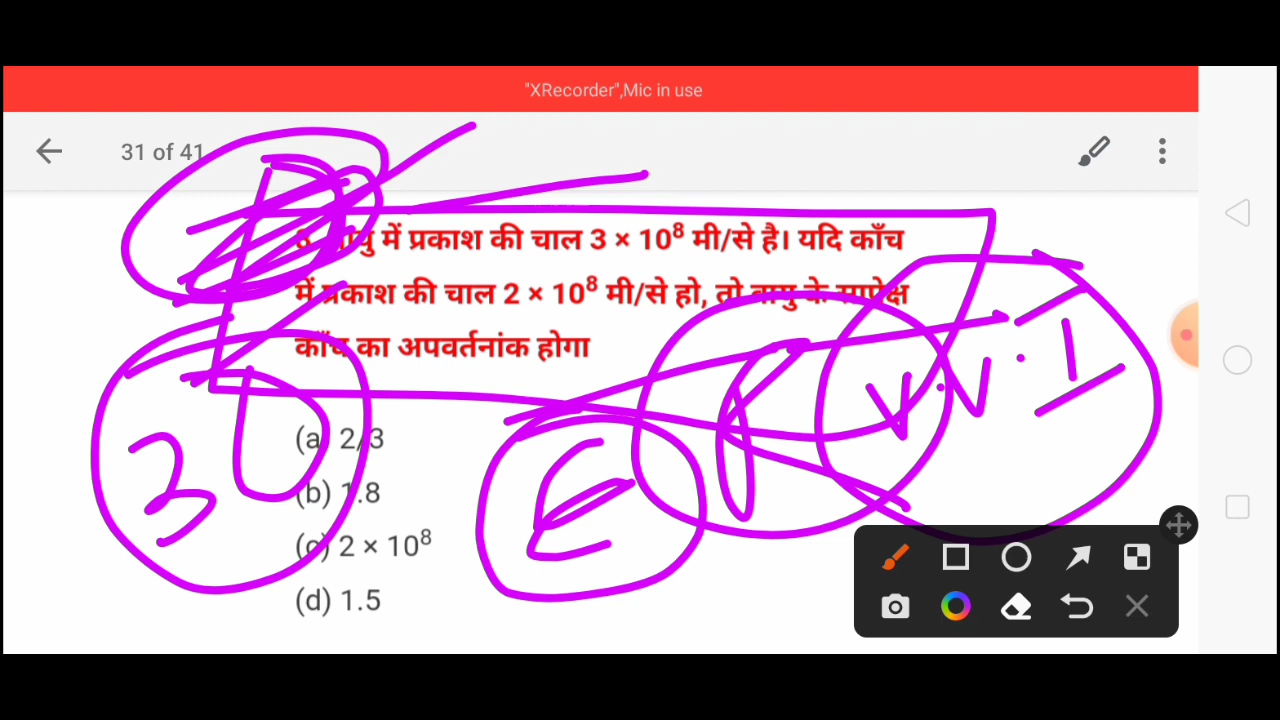 "XRecorder",Mic in use
31 of 41
में प्रकाश की चाल 3 × 10⁸ मी/से है। यदि काँच
में प्रकाश की चाल 2 × 10⁸ मी/से हो, तो वायु के सापेक्ष
काँच का अपवर्तनांक होगा
(a) 2/3
(b) 1.8
(c) 2 × 10⁸
(d) 1.5
v.v.I